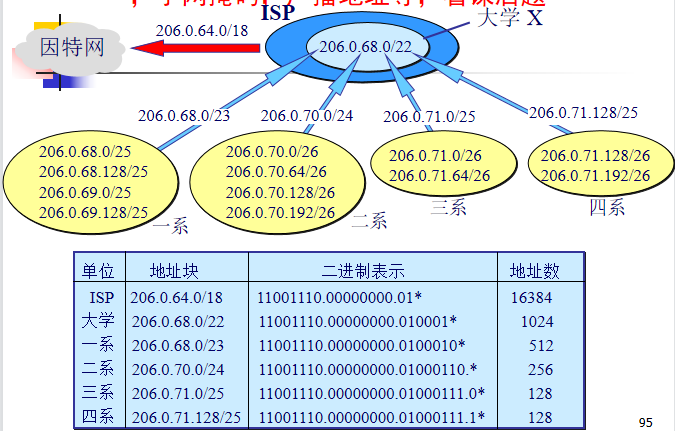 ISP
大学 X
206.0.64.0/18
因特网
206.0.68.0/22
206.0.68.0/23
206.0.70.0/24
206.0.71.0/25
206.0.71.128/25
206.0.68.0/25
206.0.68.128/25
206.0.69.0/25
206.0.69.128/25
一系
206.0.70.0/26
206.0.70.64/26
206.0.70.128/26
206.0.70.192/26
二系
206.0.71.0/26
206.0.71.64/26
三系
206.0.71.128/26
206.0.71.192/26
四系
单位 地址块 二进制表示 地址数
ISP 206.0.64.0/18 11001110.00000000.01* 16384
大学 206.0.68.0/22 11001110.00000000.010001* 1024
一系 206.0.68.0/23 11001110.00000000.0100010* 512
二系 206.0.70.0/24 11001110.00000000.01000110.* 256
三系 206.0.71.0/25 11001110.00000000.01000111.0* 128
四系 206.0.71.128/25 11001110.00000000.01000111.1* 128
95